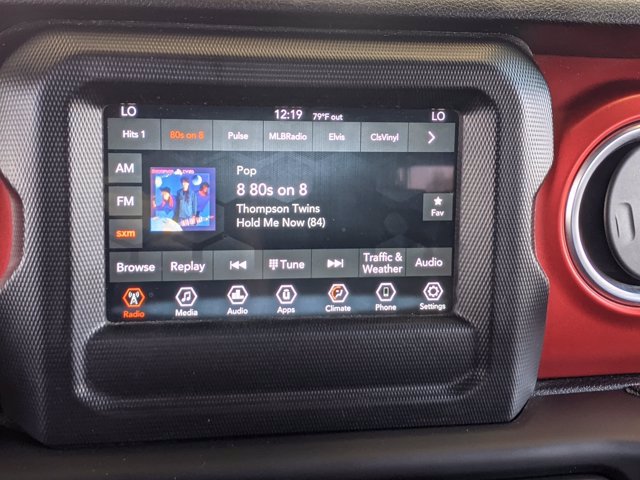 LO 12:19 79°F out LO
Hits 1 80s on 8 Pulse MLBRadio Elvis ClsVinyl
AM
FM
sxm
Pop
8 80s on 8
Thompson Twins
Hold Me Now (84)
Fav
Browse Replay Tune Traffic & Weather Audio
Radio Media Audio Apps Climate Phone Settings